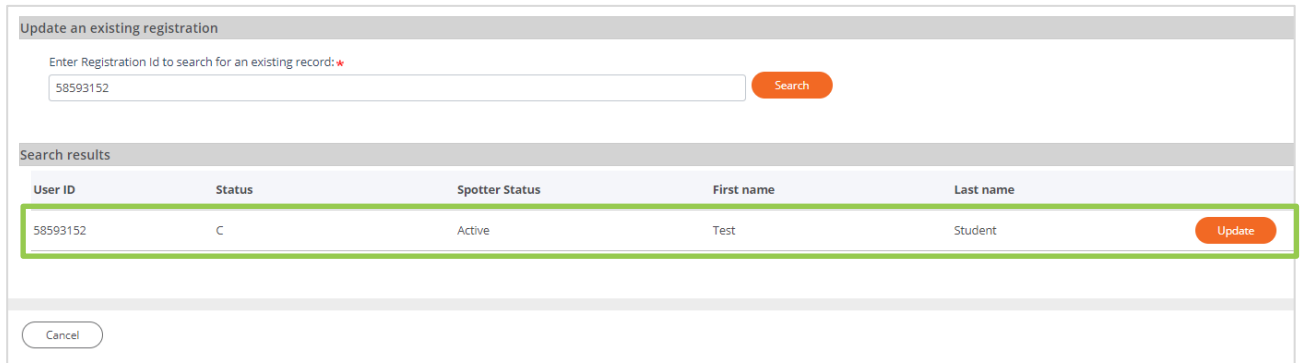 Update an existing registration
Enter Registration Id to search for an existing record: *
58593152 Search
Search results
User ID Status Spotter Status First name Last name
58593152 C Active Test Student Update
Cancel